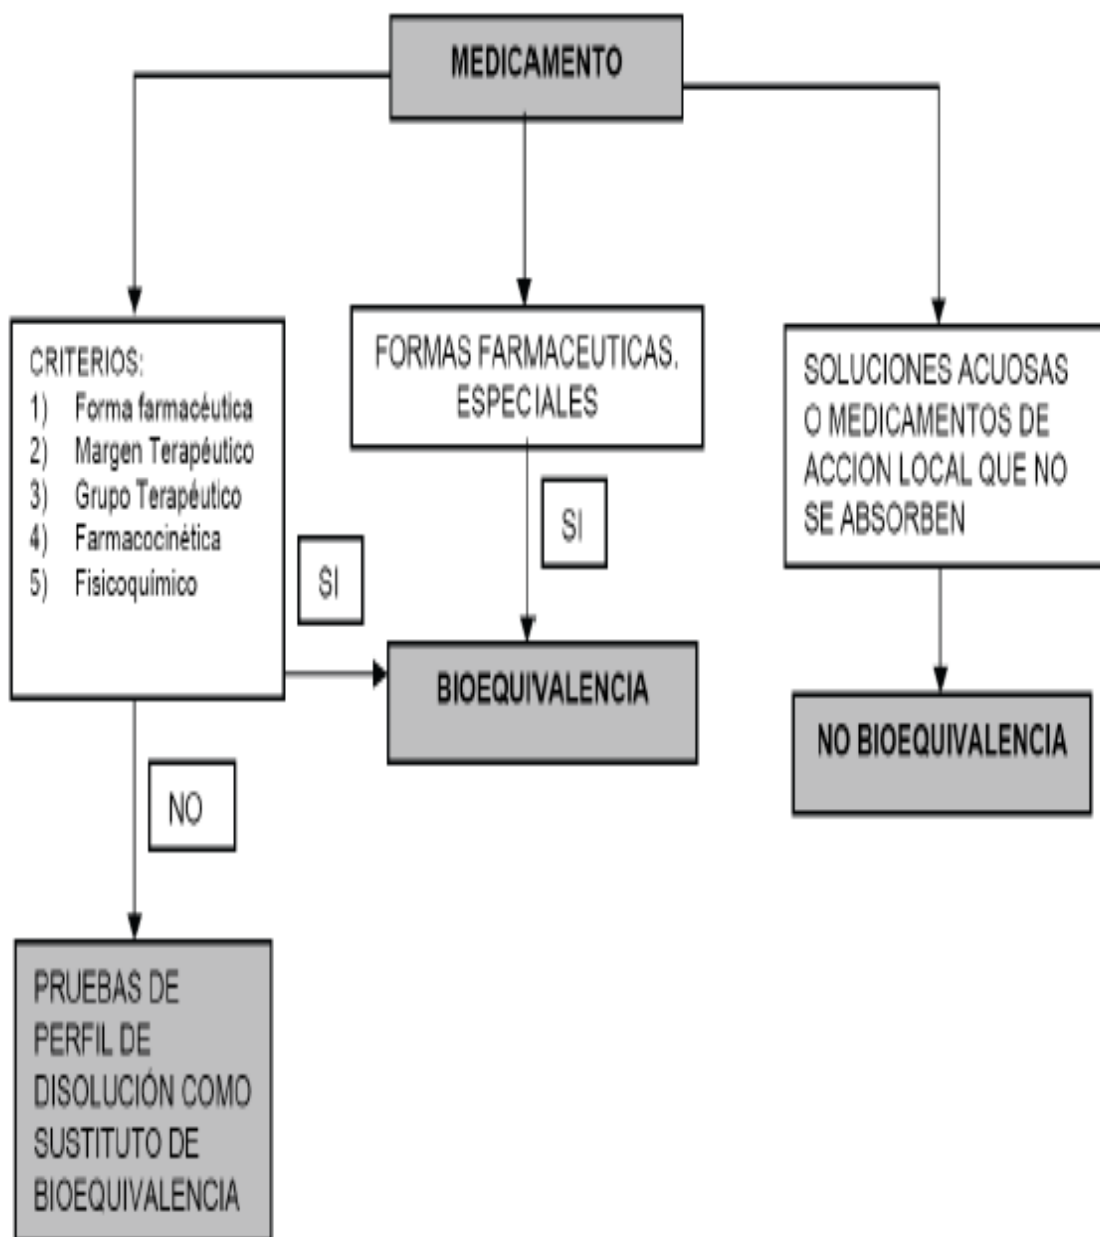 MEDICAMENTO
CRITERIOS:
1) Forma farmacéutica
2) Margen Terapéutico
3) Grupo Terapéutico
4) Farmacocinética
5) Fisicoquímico
FORMAS FARMACEUTICAS.
ESPECIALES
SOLUCIONES ACUOSAS
O MEDICAMENTOS DE
ACCION LOCAL QUE NO
SE ABSORBEN
SI
SI
BIOEQUIVALENCIA
NO BIOEQUIVALENCIA
NO
PRUEBAS DE
PERFIL DE
DISOLUCIÓN COMO
SUSTITUTO DE
BIOEQUIVALENCIA